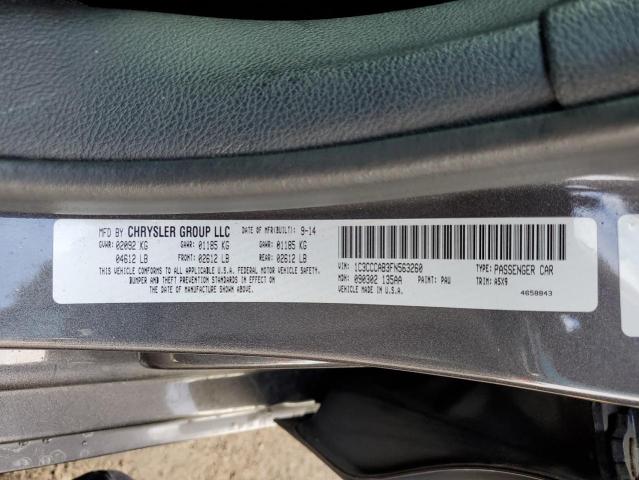 MFD BY CHRYSLER GROUP LLC DATE OF MFR(BUILT): 9-14
GVWR: 02092 KG GAWR: 01185 KG GAWR: 01185 KG
04612 LB FRONT: 02612 LB REAR: 02612 LB
THIS VEHICLE CONFORMS TO ALL APPLICABLE U.S.A. FEDERAL MOTOR VEHICLE SAFETY,
BUMPER AND THEFT PREVENTION STANDARDS IN EFFECT ON
THE DATE OF MANUFACTURE SHOWN ABOVE.
VIN: 1C3CCCAB3FN563260 TYPE: PASSENGER CAR
MDH: 090302 135AA PAINT: PAU TRIM: A5X9
VEHICLE MADE IN U.S.A. 4658843